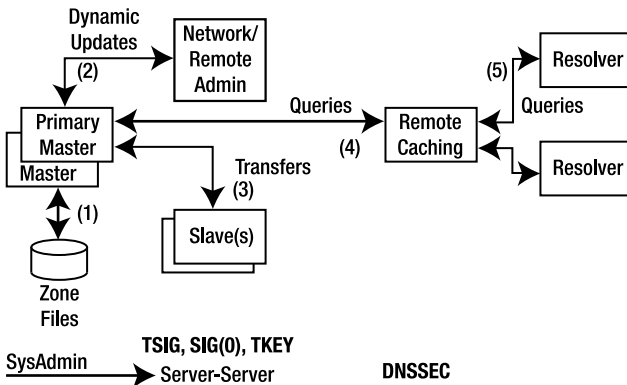 Dynamic
Updates
(2)
Network/
Remote
Admin
(5)
Resolver
Queries
Queries
Primary
Master
Remote
Caching
(4)
Master
Transfers
(3)
Resolver
(1)
Slave(s)
Zone
Files
TSIG, SIG(0), TKEY
SysAdmin
Server-Server
DNSSEC